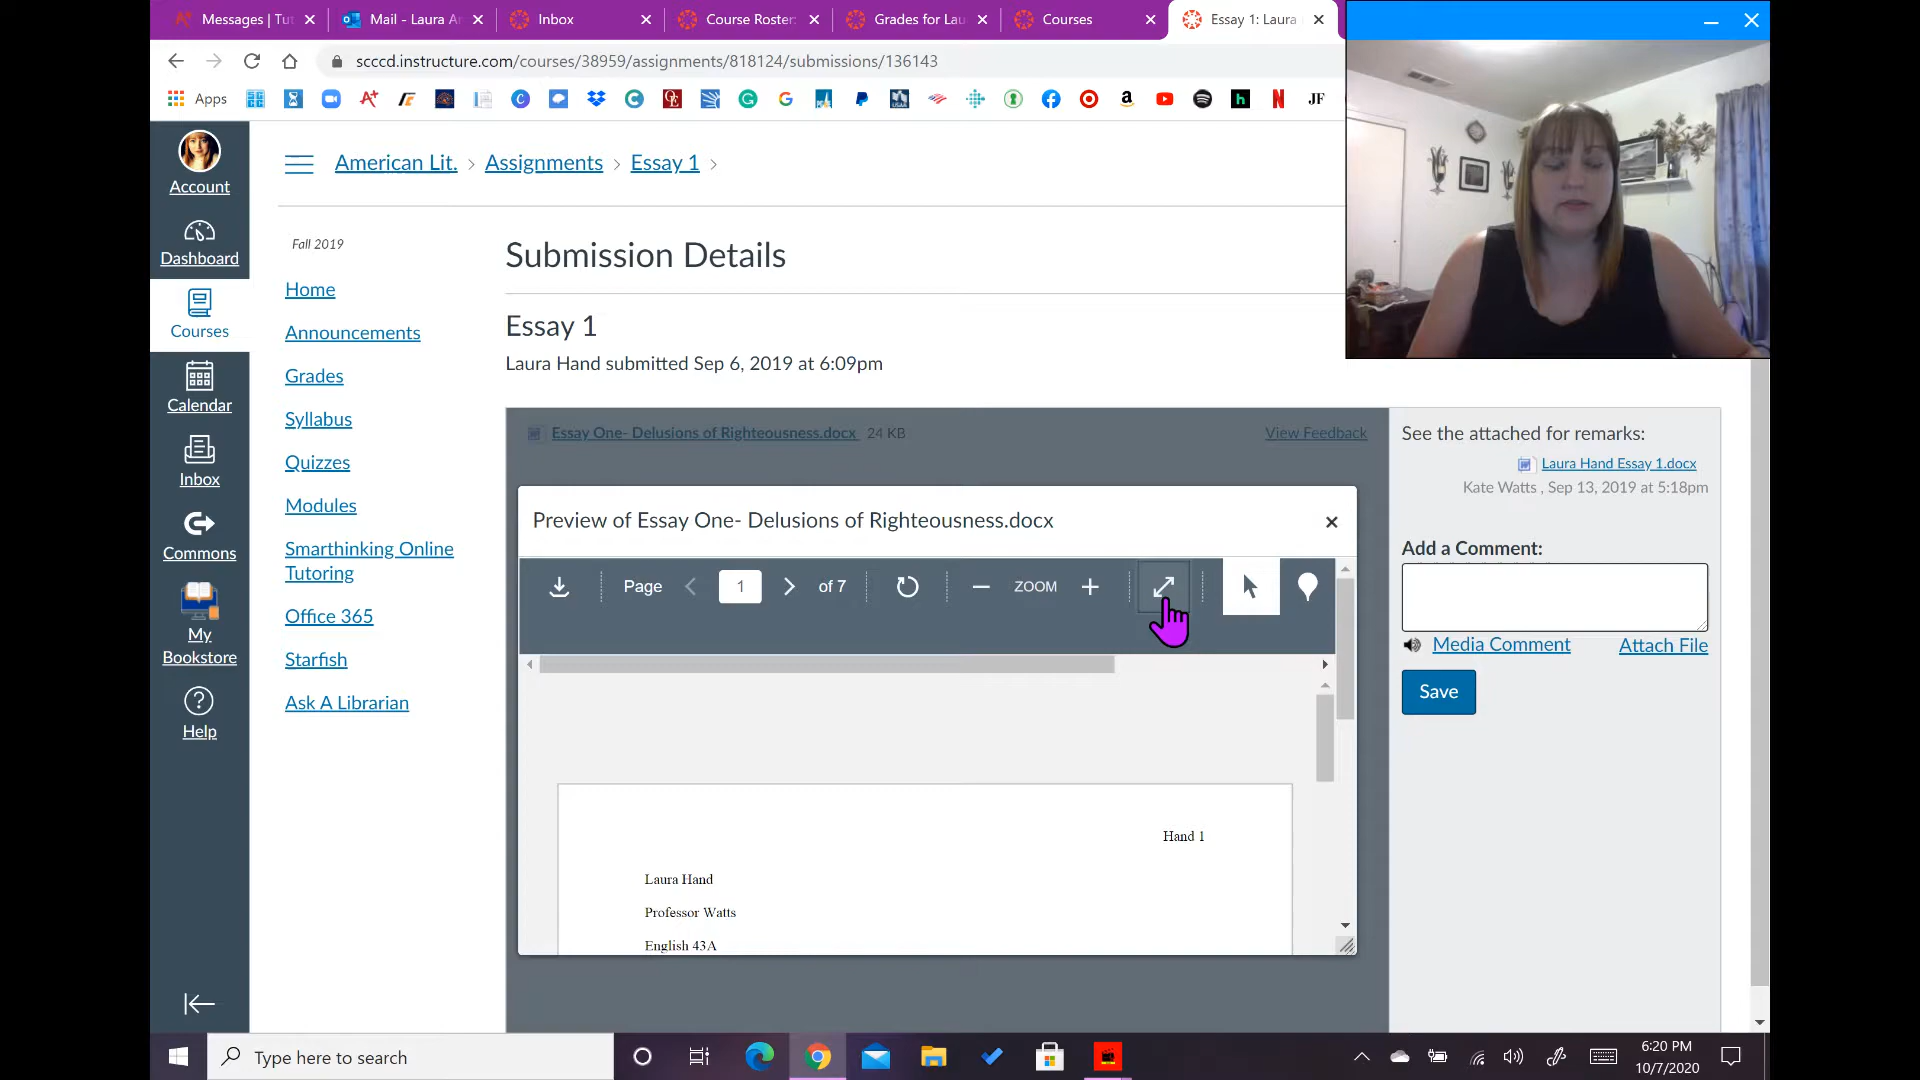 Messages | Tut
Mail - Laura Ar
Inbox
Course Roster:
Grades for Lau
Courses
Essay 1: Laura
scccd.instructure.com/courses/38959/assignments/818124/submissions/136143
Apps
JF
Account
Dashboard
Courses
Calendar
Inbox
Commons
My
Bookstore
Help
American Lit. > Assignments > Essay 1 >
Fall 2019
Home
Announcements
Grades
Syllabus
Quizzes
Modules
Smarthinking Online
Tutoring
Office 365
Starfish
Ask A Librarian
Submission Details
Essay 1
Laura Hand submitted Sep 6, 2019 at 6:09pm
Essay One- Delusions of Righteousness.docx 24 KB
View Feedback
Preview of Essay One- Delusions of Righteousness.docx
Page 1 of 7
ZOOM
Hand 1
Laura Hand
Professor Watts
English 43A
See the attached for remarks:
Laura Hand Essay 1.docx
Kate Watts , Sep 13, 2019 at 5:18pm
Add a Comment:
Media Comment
Attach File
Save
Type here to search
6:20 PM
10/7/2020